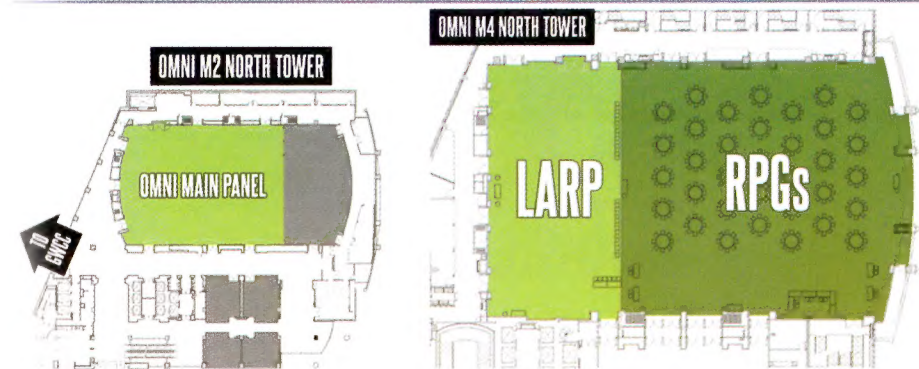 OMNI M2 NORTH TOWER
OMNI MAIN PANEL
TO
GWCC
OMNI M4 NORTH TOWER
LARP
RPGs